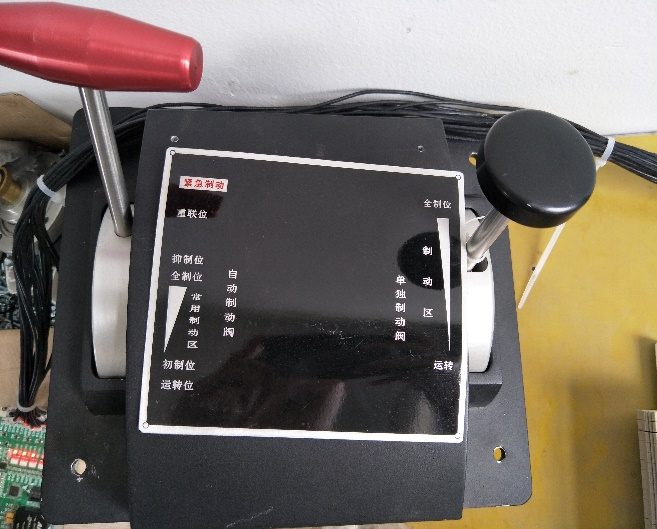 紧急制动
重联位
抑制位
全制位
常用制动区
初制位
运转位
自动制动阀
单独制动阀
全制位
制动区
运转